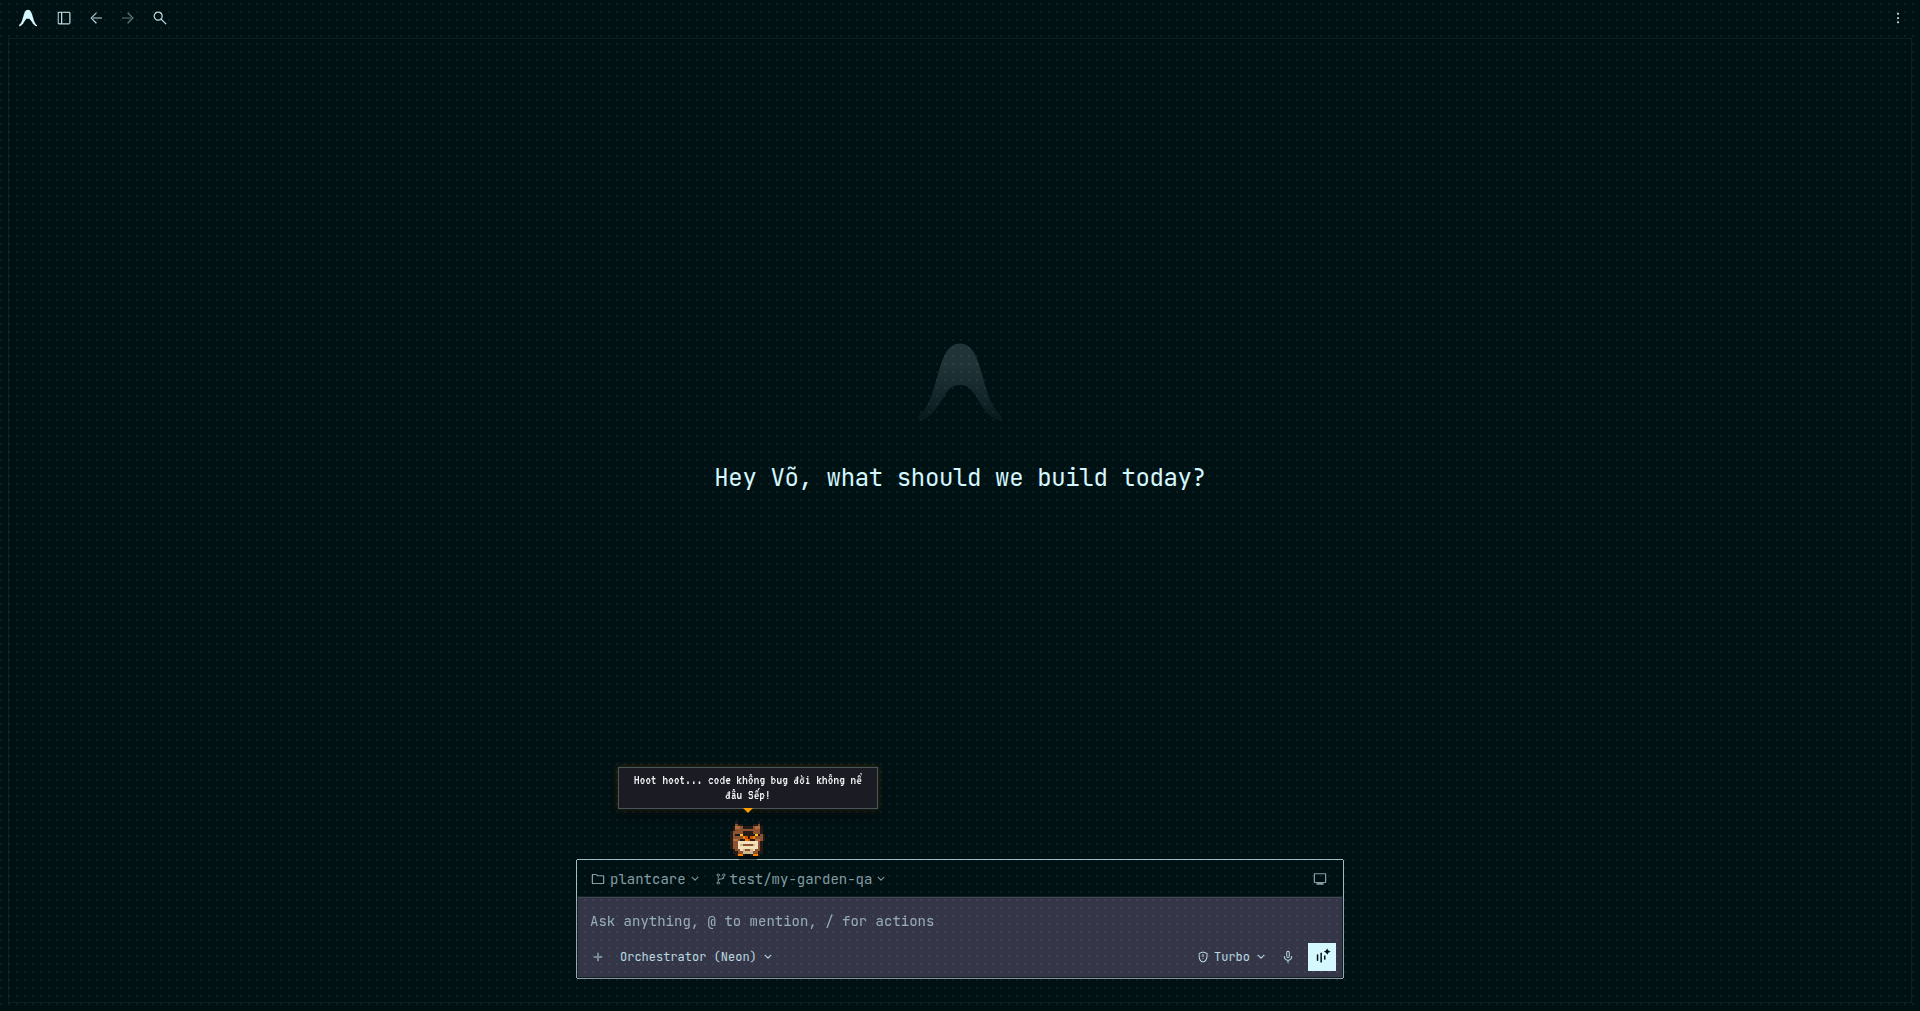 Hey Võ, what should we build today?
Hoot hoot... code không bug đời không nể
đâu Sếp!
plantcare
test/my-garden-qa
Ask anything, @ to mention, / for actions
Orchestrator (Neon)
Turbo